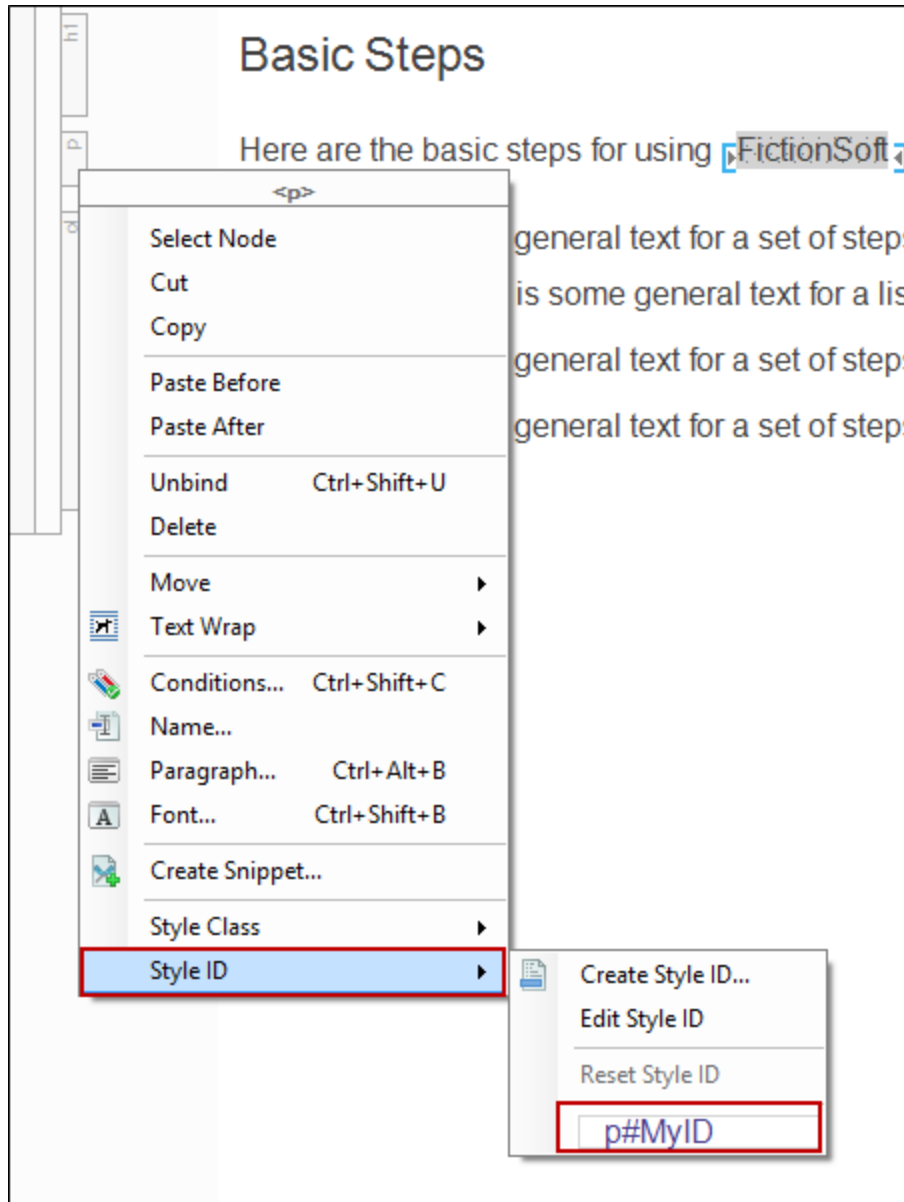 h1
Basic Steps
p
Here are the basic steps for using FictionSoft
<p>
Select Node
general text for a set of steps
Cut
is some general text for a lis
Copy
general text for a set of steps
Paste Before
Paste After
general text for a set of steps
Unbind Ctrl+Shift+U
Delete
Move
Text Wrap
Conditions... Ctrl+Shift+C
Name...
Paragraph... Ctrl+Alt+B
Font... Ctrl+Shift+B
Create Snippet...
Style Class
Style ID
Create Style ID...
Edit Style ID
Reset Style ID
p#MyID